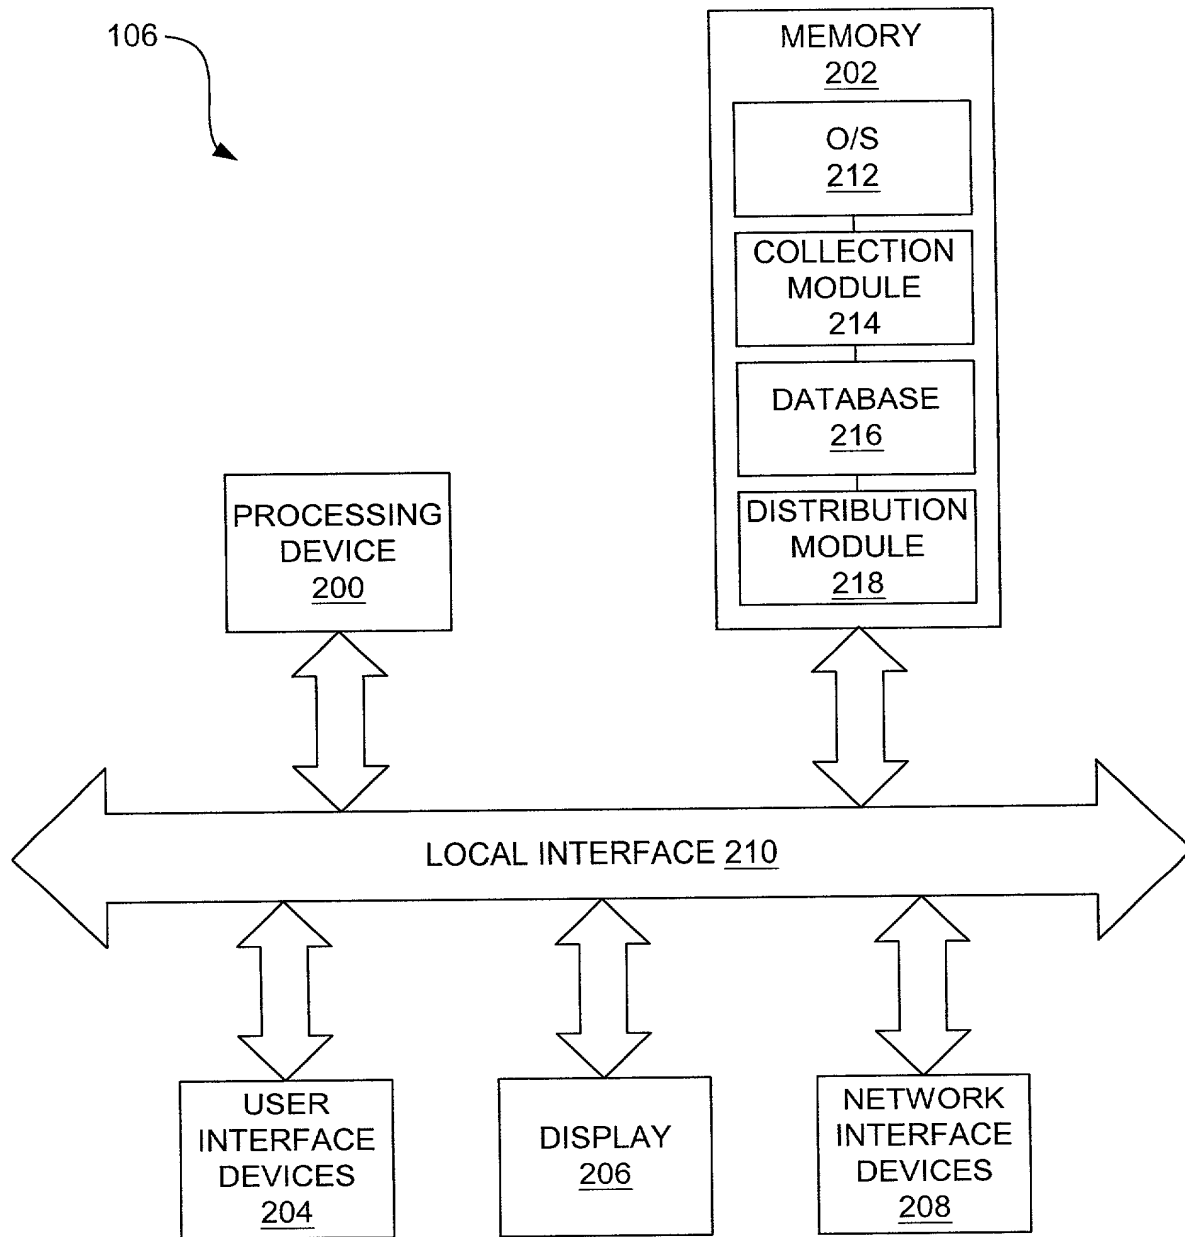 106
MEMORY
202
O/S
212
COLLECTION
MODULE
214
DATABASE
216
DISTRIBUTION
MODULE
218
PROCESSING
DEVICE
200
LOCAL INTERFACE 210
USER
INTERFACE
DEVICES
204
DISPLAY
206
NETWORK
INTERFACE
DEVICES
208